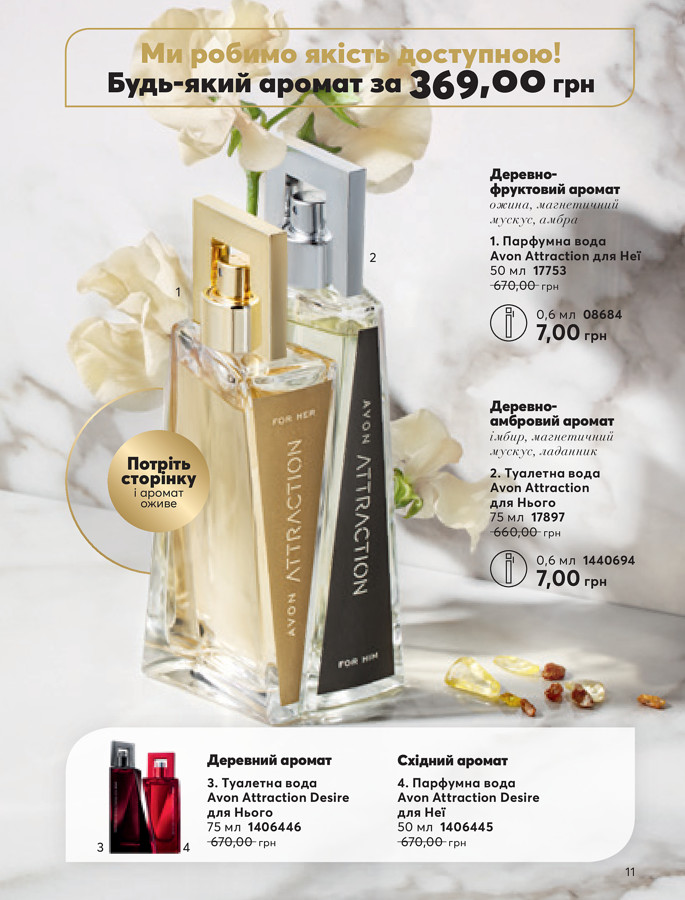 Ми робимо якість доступною!
Будь-який аромат за 369,00 грн
Деревно-
фруктовий аромат
ожина, магнетичний
мускус, амбра
1. Парфумна вода
Avon Attraction для Неї
50 мл 17753
670,00 грн
0,6 мл 08684
7,00 грн
2
1
FOR HER
AVON ATTRACTION
AVON ATTRACTION
FOR HIM
Потріть
сторінку
і аромат
оживе
Деревно-
амбровий аромат
імбир, магнетичний
мускус, ладанник
2. Туалетна вода
Avon Attraction
для Нього
75 мл 17897
660,00 грн
0,6 мл 1440694
7,00 грн
Деревний аромат
3. Туалетна вода
Avon Attraction Desire
для Нього
75 мл 1406446
670,00 грн
Східний аромат
4. Парфумна вода
Avon Attraction Desire
для Неї
50 мл 1406445
670,00 грн
3
4
11